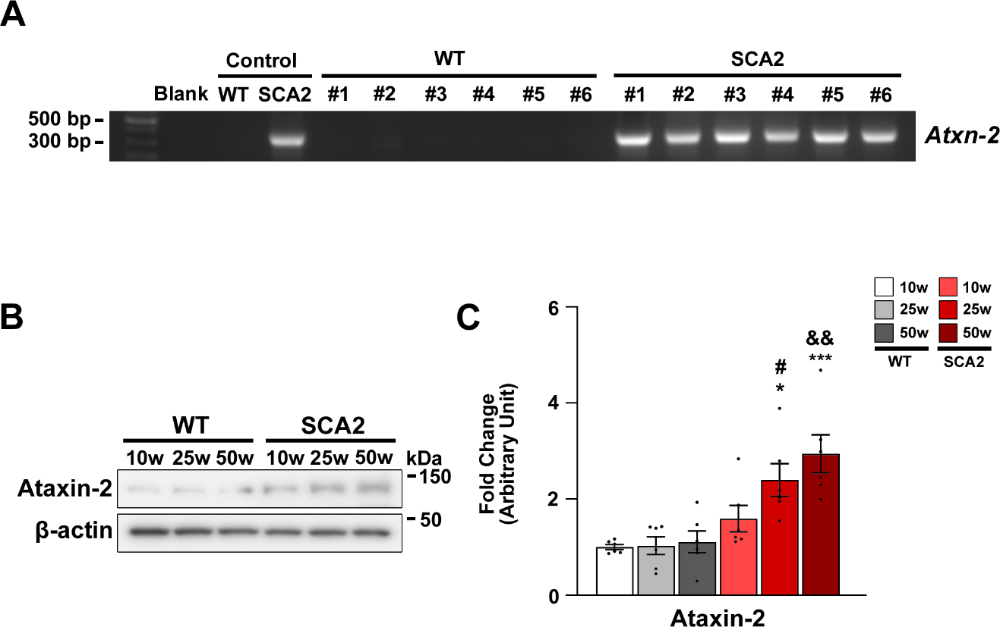 A
Control WT SCA2
Blank WT SCA2 #1 #2 #3 #4 #5 #6 #1 #2 #3 #4 #5 #6
500 bp
300 bp
Atxn-2
B
WT SCA2
10w 25w 50w 10w 25w 50w kDa
Ataxin-2 150
β-actin 50
C
10w 10w
25w 25w
50w 50w
WT SCA2
&&
***
#
*
6
4
2
0
Fold Change
(Arbitrary Unit)
Ataxin-2